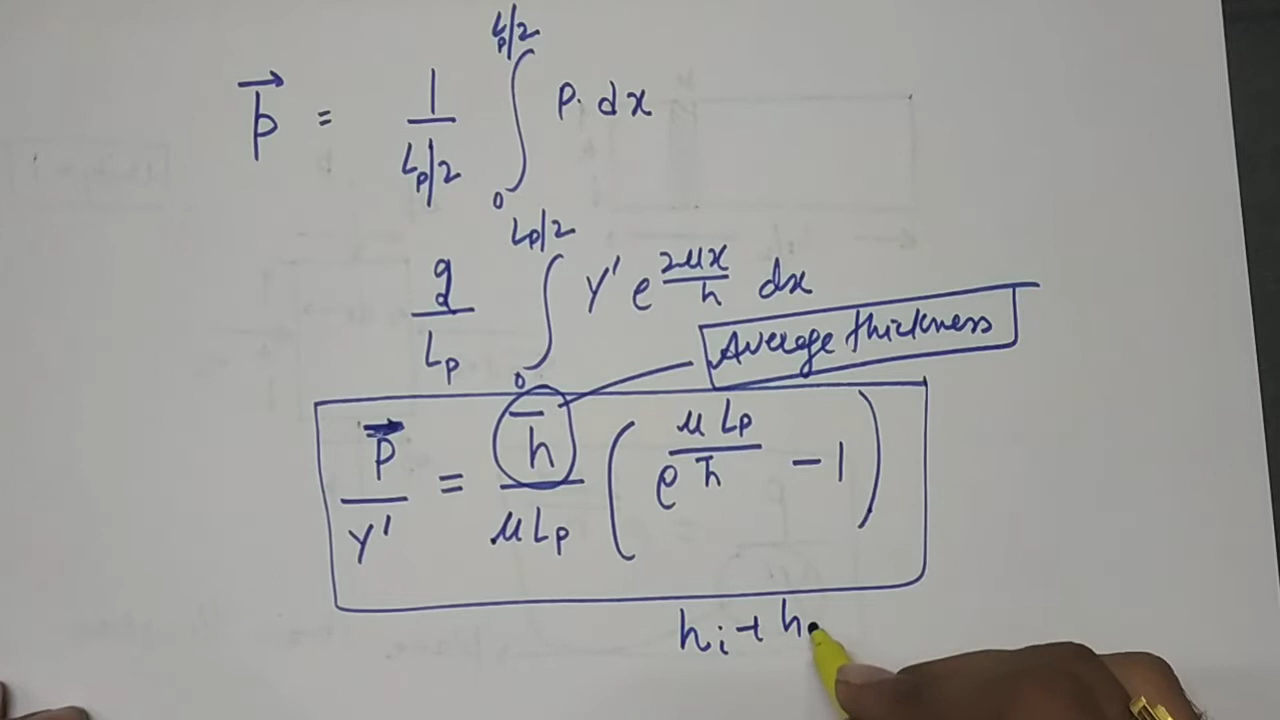 p⃗ = 1/(Lp/2) ∫₀^(Lp/2) P. dx
2/Lp ∫₀^(Lp/2) Y' e^(2μx/h) dx
Average thickness
P⃗/Y' = h̅/(μLp) ( e^(μLp/h̅) − 1 )
hi + h